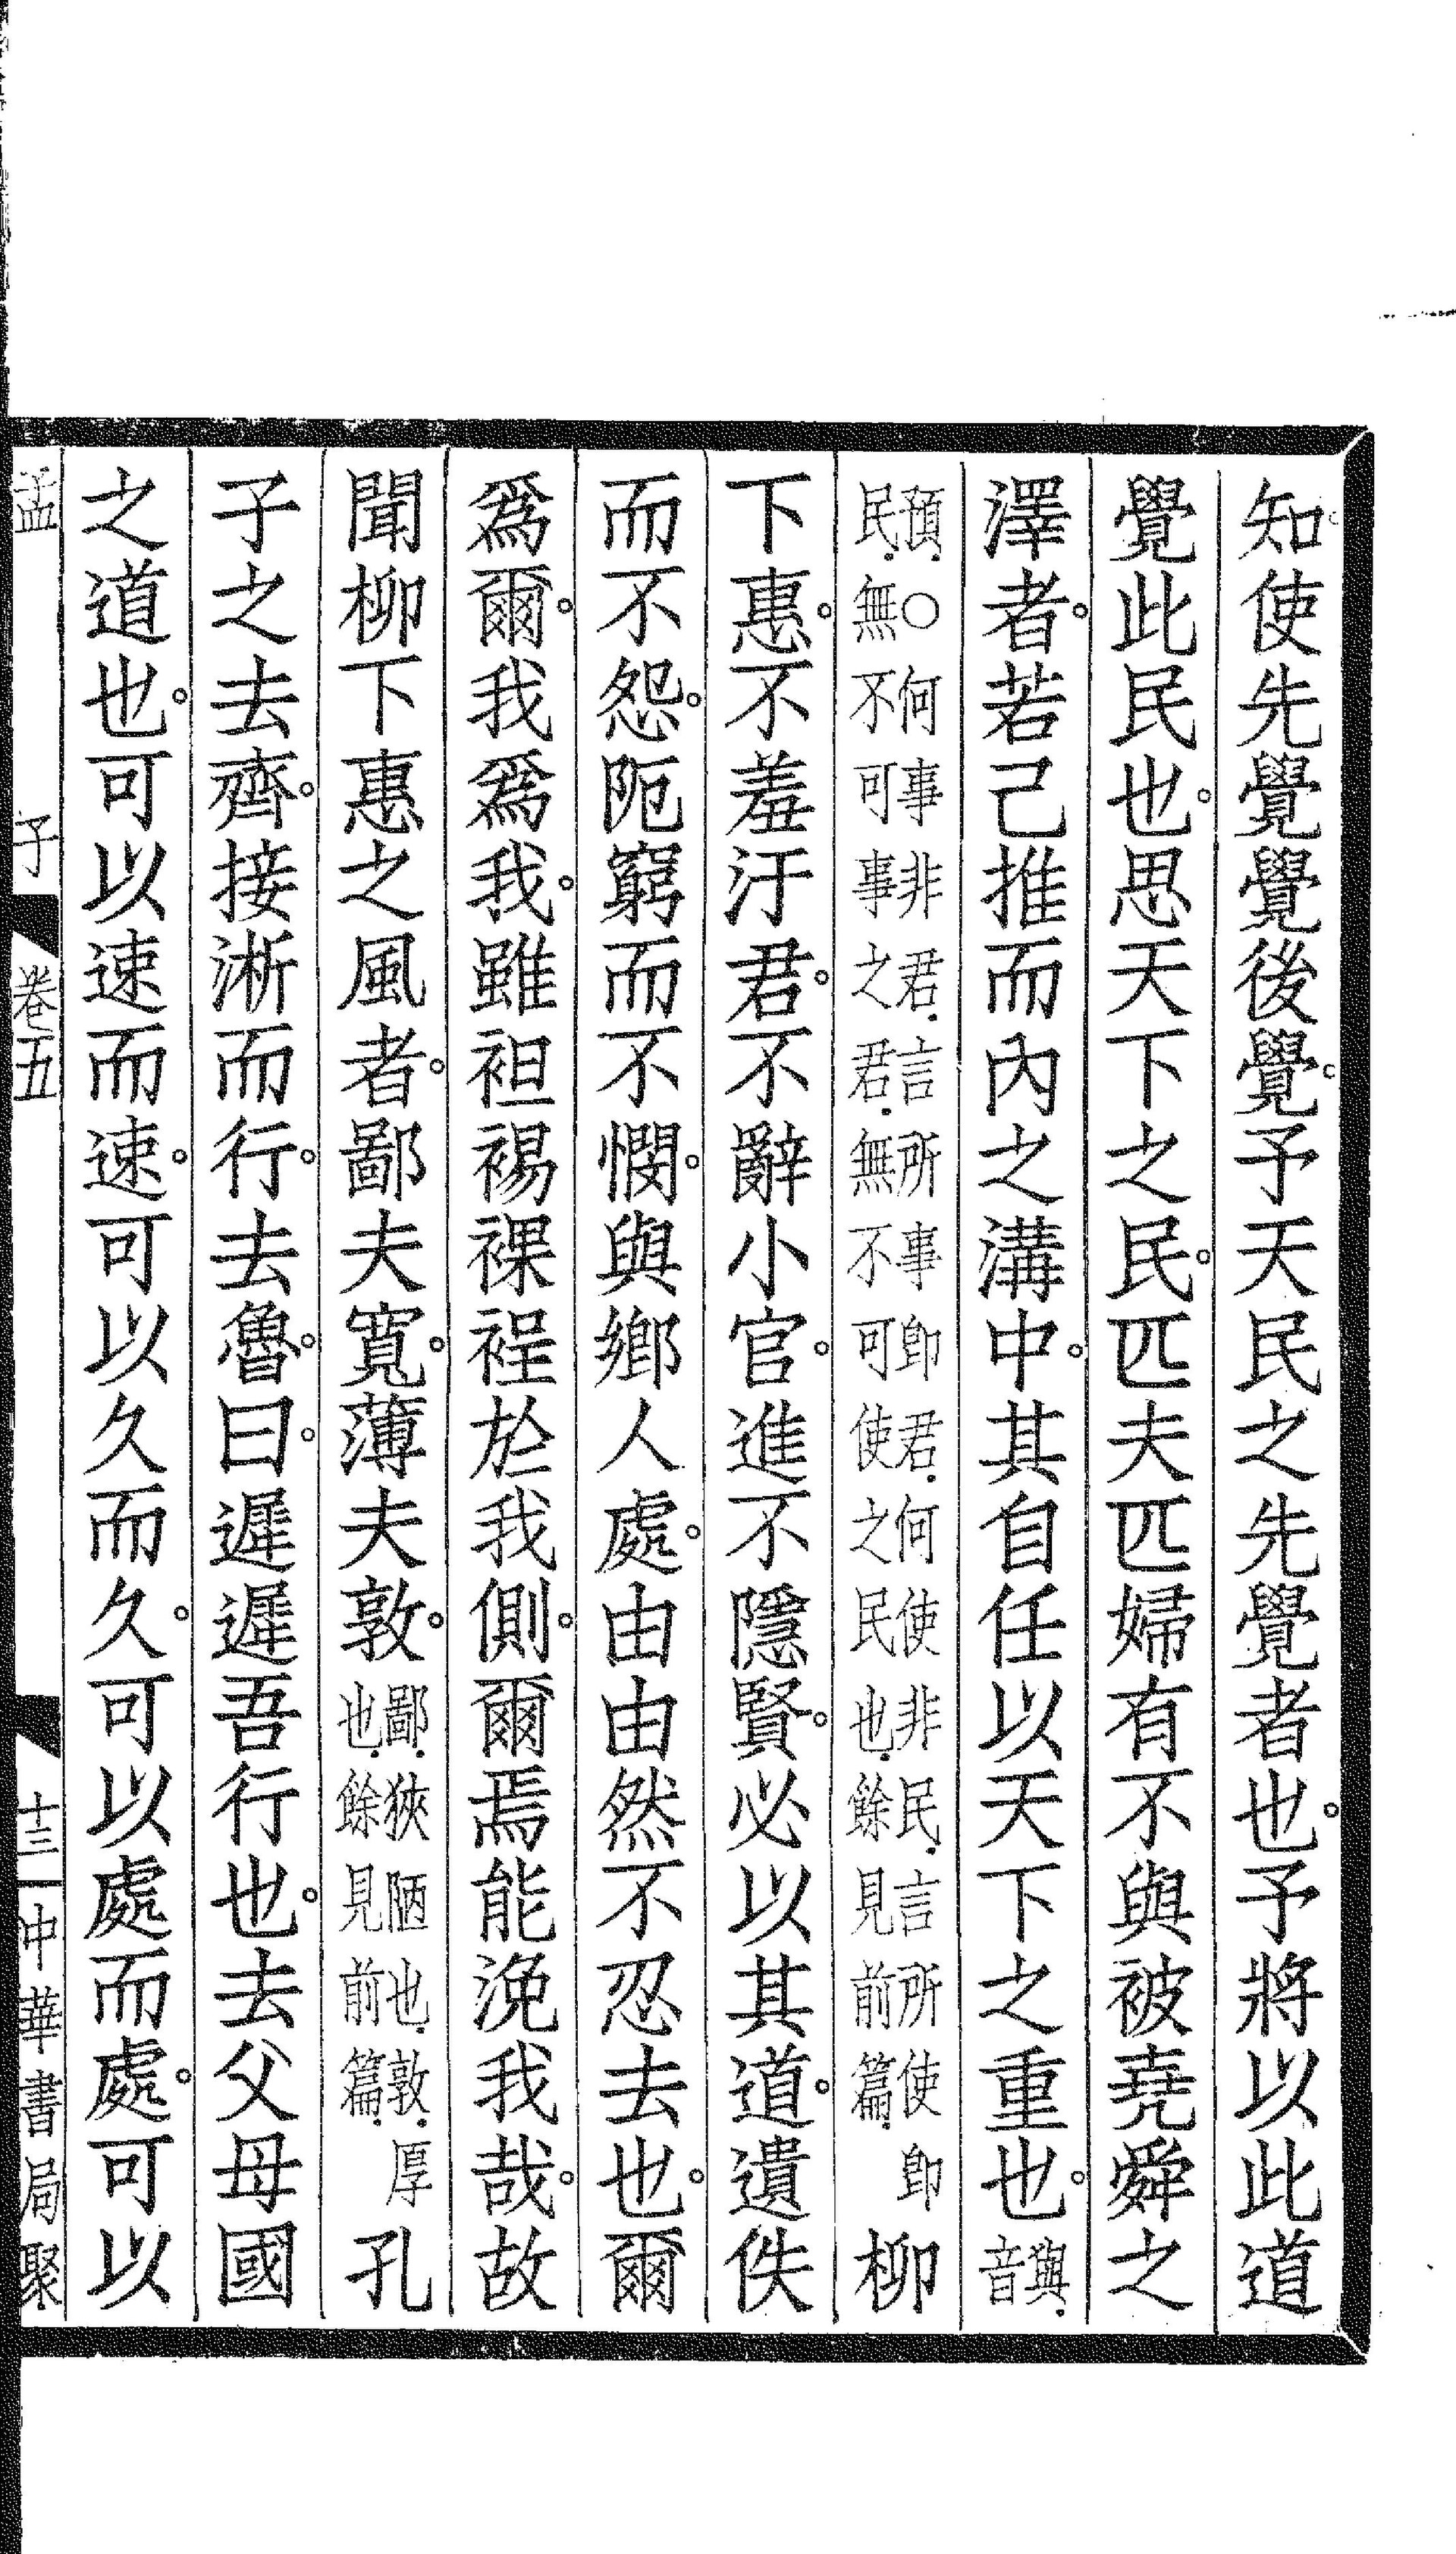 知。使先覺覺後覺。予天民之先覺者也。予將以此道
覺此民也。思天下之民。匹夫匹婦有不與被堯舜之
澤者。若己推而內之溝中。其自任以天下之重也。與.音
預.○何事非君.言所事卽君.何使非民.言所使卽民.無不可事之君.無不可使之民也.餘見前篇.柳
下惠。不羞汙君。不辭小官。進不隱賢。必以其道。遺佚
而不怨。阨窮而不憫。與鄉人處。由由然不忍去也。爾
爲爾。我爲我。雖袒裼裸裎於我側。爾焉能浼我哉。故
聞柳下惠之風者。鄙夫寬。薄夫敦。鄙.狹陋也.敦.厚也.餘見前篇.孔
子之去齊。接淅而行。去魯。曰。遲遲吾行也。去父母國
之道也。可以速而速。可以久而久。可以處而處。可以
孟子 卷五 十三 中華書局聚